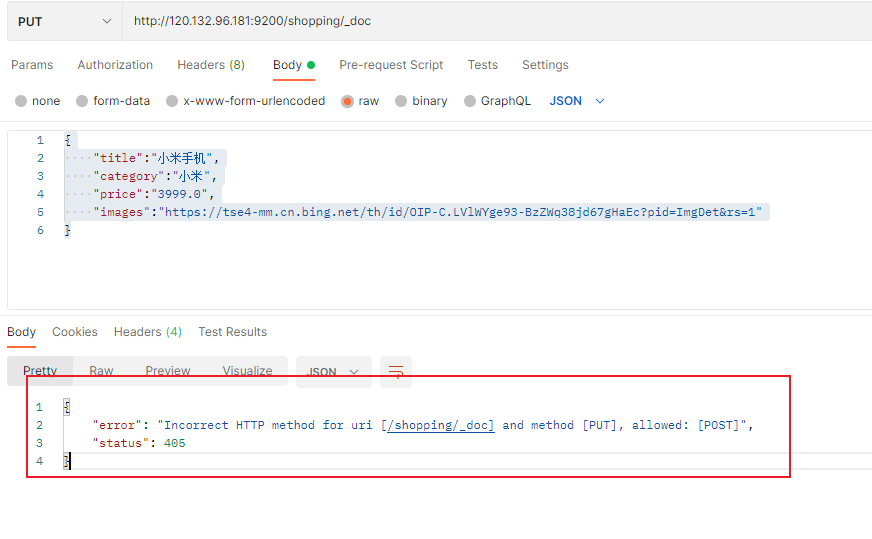 PUT http://120.132.96.181:9200/shopping/_doc
Params Authorization Headers (8) Body Pre-request Script Tests Settings
none form-data x-www-form-urlencoded raw binary GraphQL JSON
1 {
2 "title":"小米手机",
3 "category":"小米",
4 "price":"3999.0",
5 "images":"https://tse4-mm.cn.bing.net/th/id/OIP-C.LVlWYge93-BzZWq38jd67gHaEc?pid=ImgDet&rs=1"
6 }
Body Cookies Headers (4) Test Results
Pretty Raw Preview Visualize JSON
1 {
2 "error": "Incorrect HTTP method for uri [/shopping/_doc] and method [PUT], allowed: [POST]",
3 "status": 405
4 }